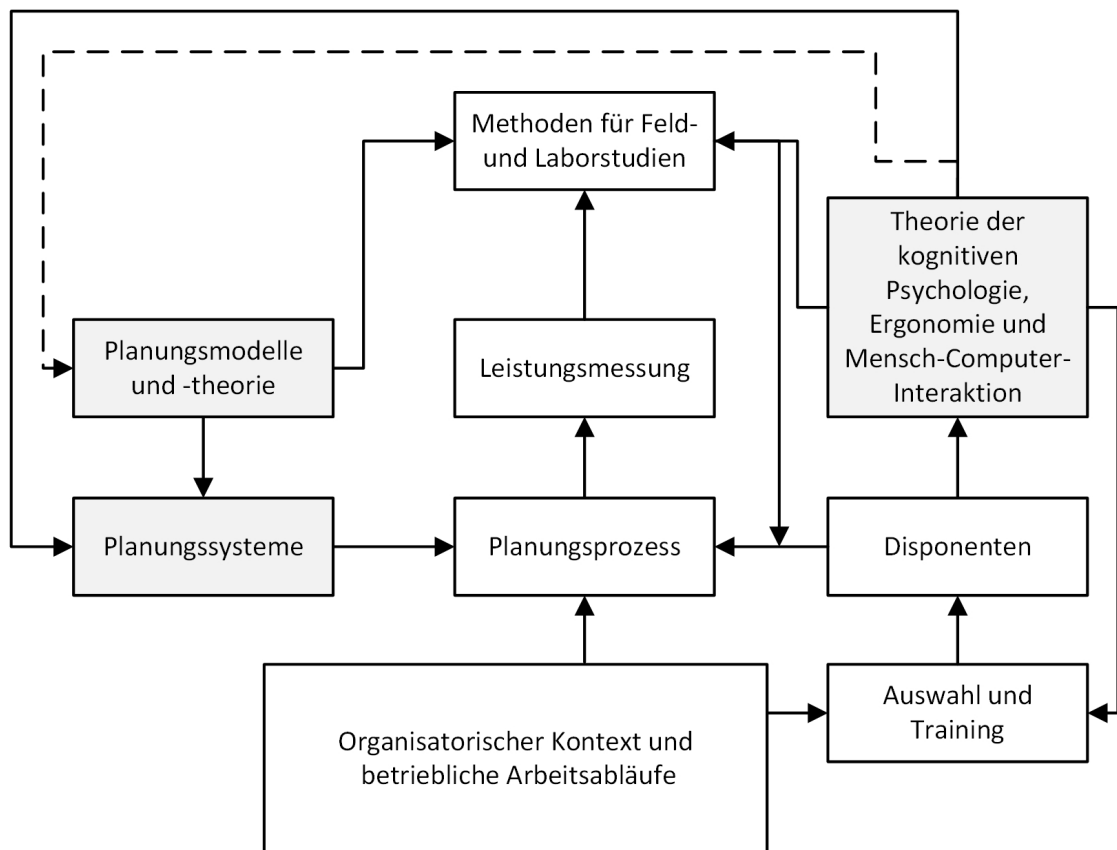 Methoden für Feld-
und Laborstudien
Theorie der
kognitiven
Psychologie,
Ergonomie und
Mensch-Computer-
Interaktion
Planungsmodelle
und -theorie
Leistungsmessung
Planungssysteme
Planungsprozess
Disponenten
Organisatorischer Kontext und
betriebliche Arbeitsabläufe
Auswahl und
Training